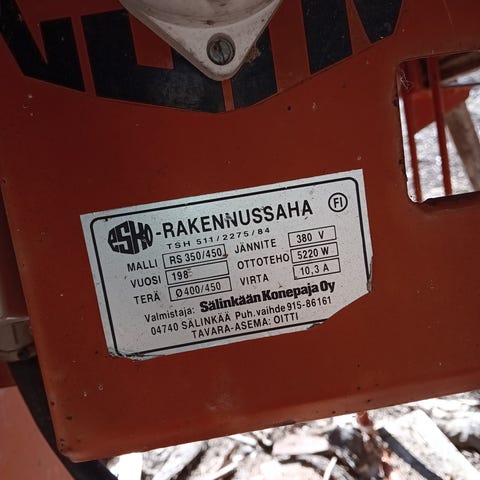 esko -RAKENNUSSAHA FI
TSH 511/2275/84
MALLI RS 350/450 JÄNNITE 380 V
VUOSI 198 OTTOTEHO 5220 W
TERÄ Ø400/450 VIRTA 10,3 A
Valmistaja: Sälinkään Konepaja Oy
04740 SÄLINKÄÄ Puh. vaihde 915-86161
TAVARA-ASEMA: OITTI